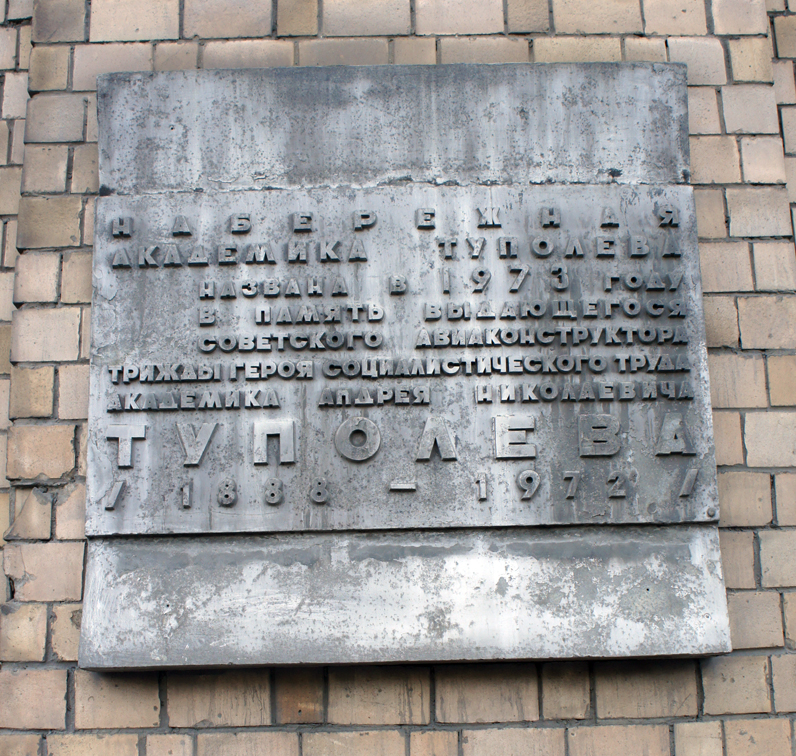 НАБЕРЕЖНАЯ
АКАДЕМИКА ТУПОЛЕВА
НАЗВАНА В 1973 ГОДУ
В ПАМЯТЬ ВЫДАЮЩЕГОСЯ
СОВЕТСКОГО АВИАКОНСТРУКТОРА
ТРИЖДЫ ГЕРОЯ СОЦИАЛИСТИЧЕСКОГО ТРУДА
АКАДЕМИКА АНДРЕЯ НИКОЛАЕВИЧА
ТУПОЛЕВА
/ 1888 – 1972 /